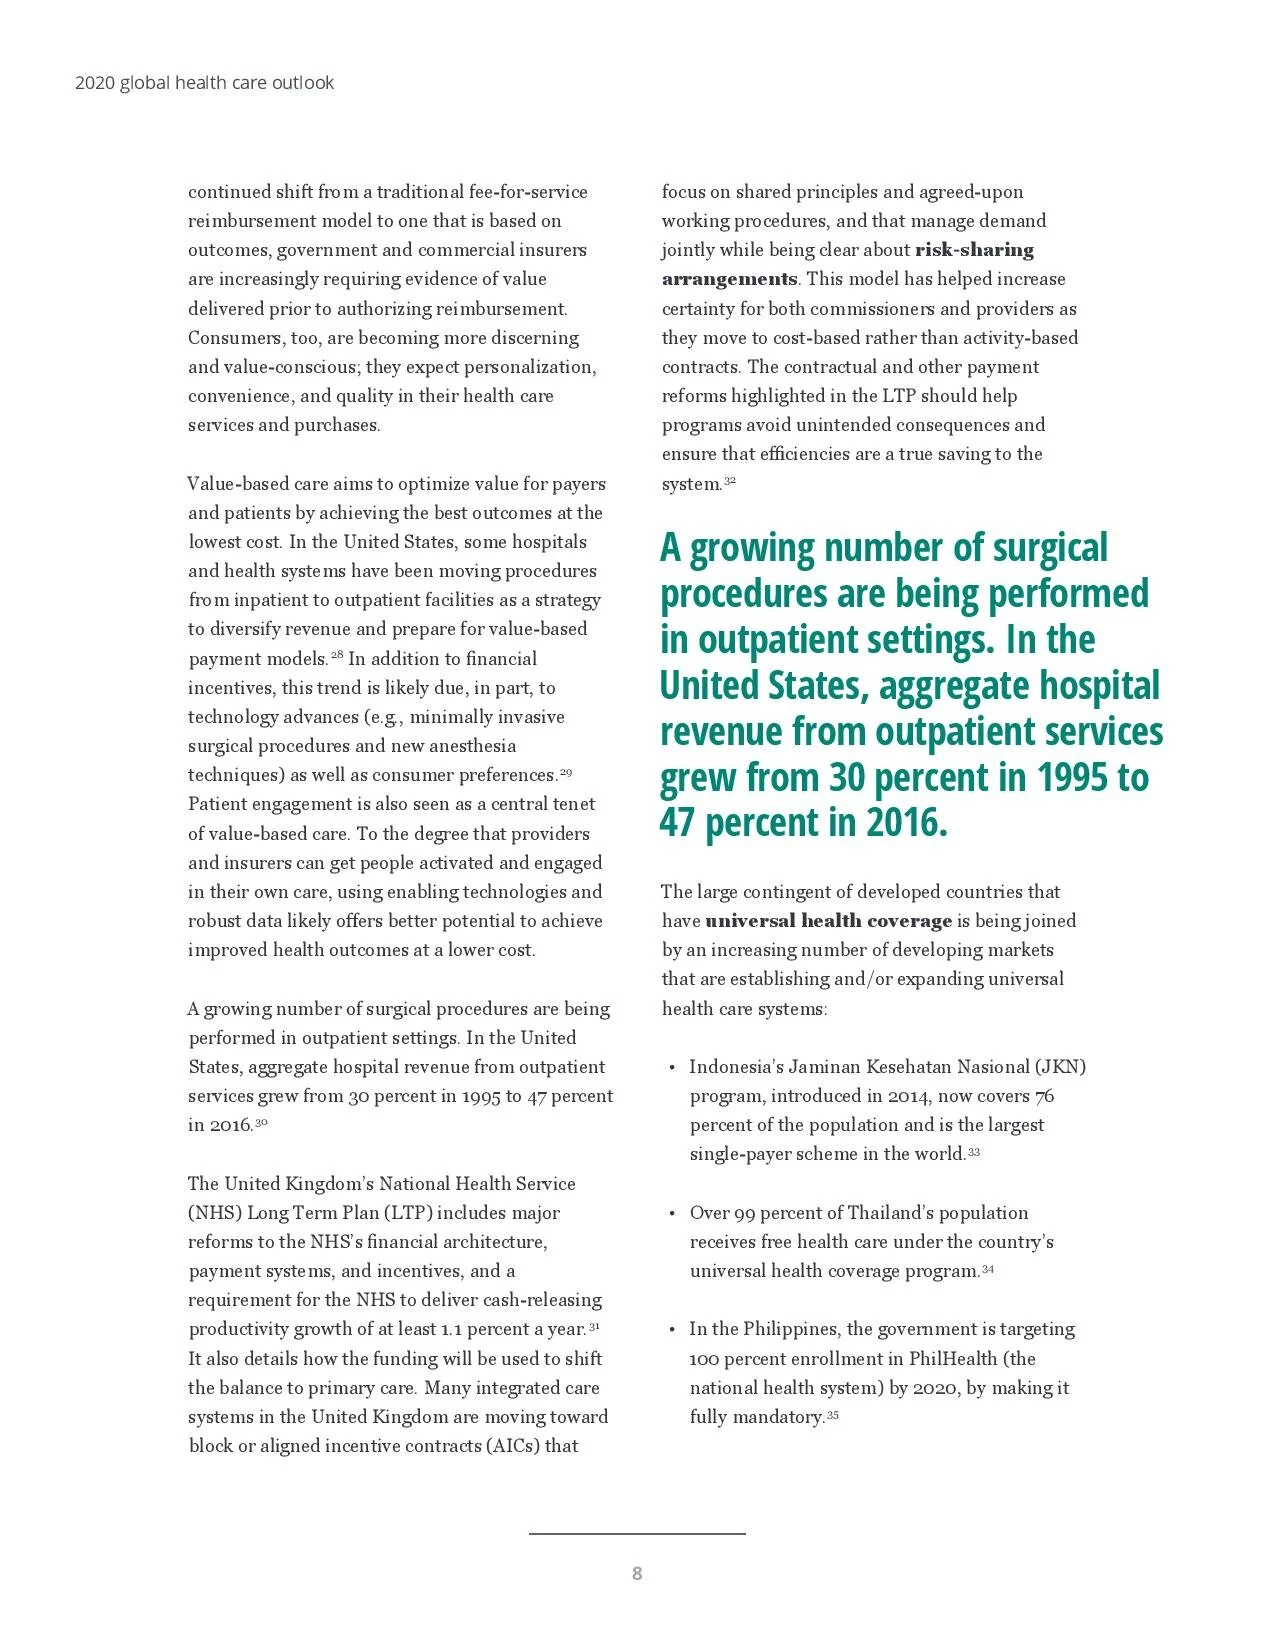 2020 global health care outlook
continued shift from a traditional fee-for-service
reimbursement model to one that is based on
outcomes, government and commercial insurers
are increasingly requiring evidence of value
delivered prior to authorizing reimbursement.
Consumers, too, are becoming more discerning
and value-conscious; they expect personalization,
convenience, and quality in their health care
services and purchases.
Value-based care aims to optimize value for payers
and patients by achieving the best outcomes at the
lowest cost. In the United States, some hospitals
and health systems have been moving procedures
from inpatient to outpatient facilities as a strategy
to diversify revenue and prepare for value-based
payment models.²⁸ In addition to financial
incentives, this trend is likely due, in part, to
technology advances (e.g., minimally invasive
surgical procedures and new anesthesia
techniques) as well as consumer preferences.²⁹
Patient engagement is also seen as a central tenet
of value-based care. To the degree that providers
and insurers can get people activated and engaged
in their own care, using enabling technologies and
robust data likely offers better potential to achieve
improved health outcomes at a lower cost.
A growing number of surgical procedures are being
performed in outpatient settings. In the United
States, aggregate hospital revenue from outpatient
services grew from 30 percent in 1995 to 47 percent
in 2016.³⁰
The United Kingdom's National Health Service
(NHS) Long Term Plan (LTP) includes major
reforms to the NHS's financial architecture,
payment systems, and incentives, and a
requirement for the NHS to deliver cash-releasing
productivity growth of at least 1.1 percent a year.³¹
It also details how the funding will be used to shift
the balance to primary care. Many integrated care
systems in the United Kingdom are moving toward
block or aligned incentive contracts (AICs) that
focus on shared principles and agreed-upon
working procedures, and that manage demand
jointly while being clear about risk-sharing
arrangements. This model has helped increase
certainty for both commissioners and providers as
they move to cost-based rather than activity-based
contracts. The contractual and other payment
reforms highlighted in the LTP should help
programs avoid unintended consequences and
ensure that efficiencies are a true saving to the
system.³²
A growing number of surgical
procedures are being performed
in outpatient settings. In the
United States, aggregate hospital
revenue from outpatient services
grew from 30 percent in 1995 to
47 percent in 2016.
The large contingent of developed countries that
have universal health coverage is being joined
by an increasing number of developing markets
that are establishing and/or expanding universal
health care systems:
• Indonesia's Jaminan Kesehatan Nasional (JKN)
program, introduced in 2014, now covers 76
percent of the population and is the largest
single-payer scheme in the world.³³
• Over 99 percent of Thailand's population
receives free health care under the country's
universal health coverage program.³⁴
• In the Philippines, the government is targeting
100 percent enrollment in PhilHealth (the
national health system) by 2020, by making it
fully mandatory.³⁵
8